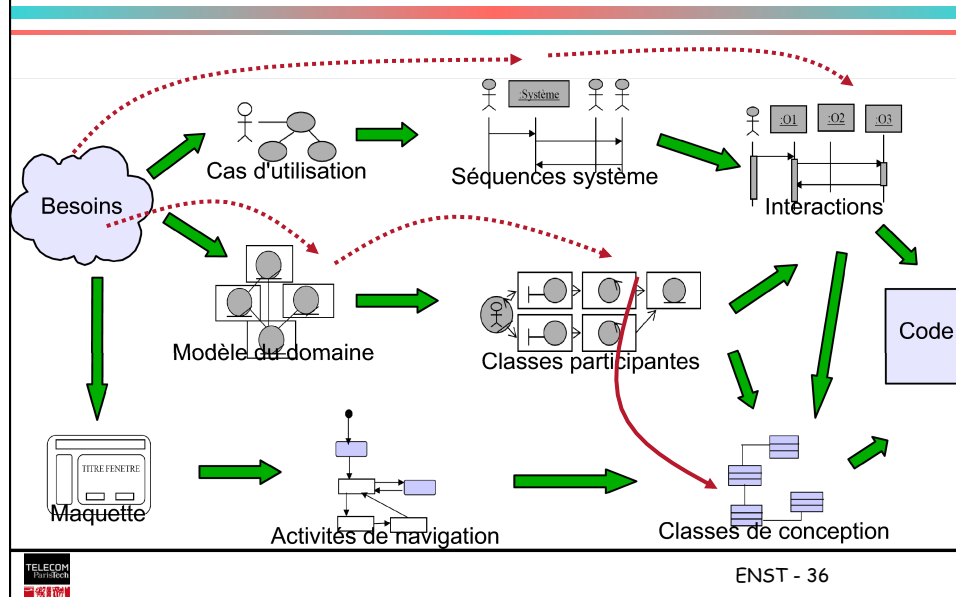 :Système
:O1
:O2
:O3
Cas d'utilisation
Séquences système
Interactions
Besoins
Modèle du domaine
Classes participantes
Code
TITRE FENETRE
Maquette
Activités de navigation
Classes de conception
TELECOM
ParisTech
ENST - 36